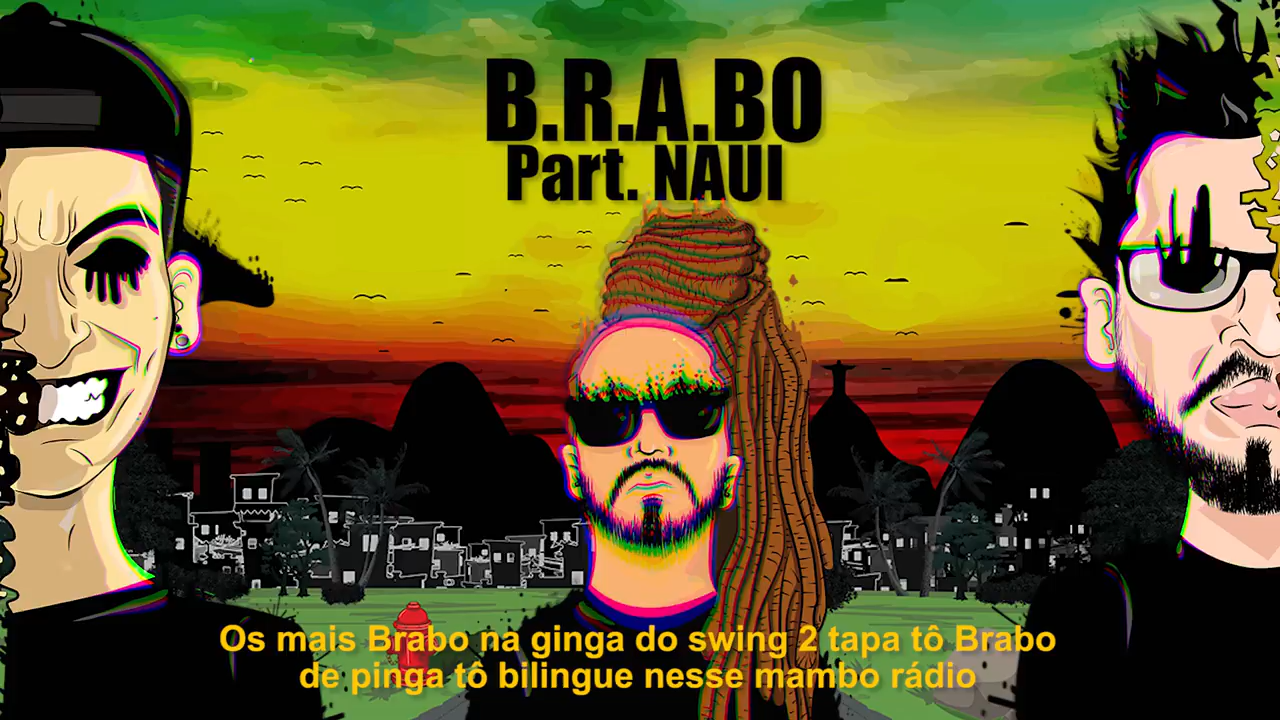 B.R.A.BO
Part. NAUI
Os mais Brabo na ginga do swing 2 tapa tô Brabo
de pinga tô bilingue nesse mambo rádio